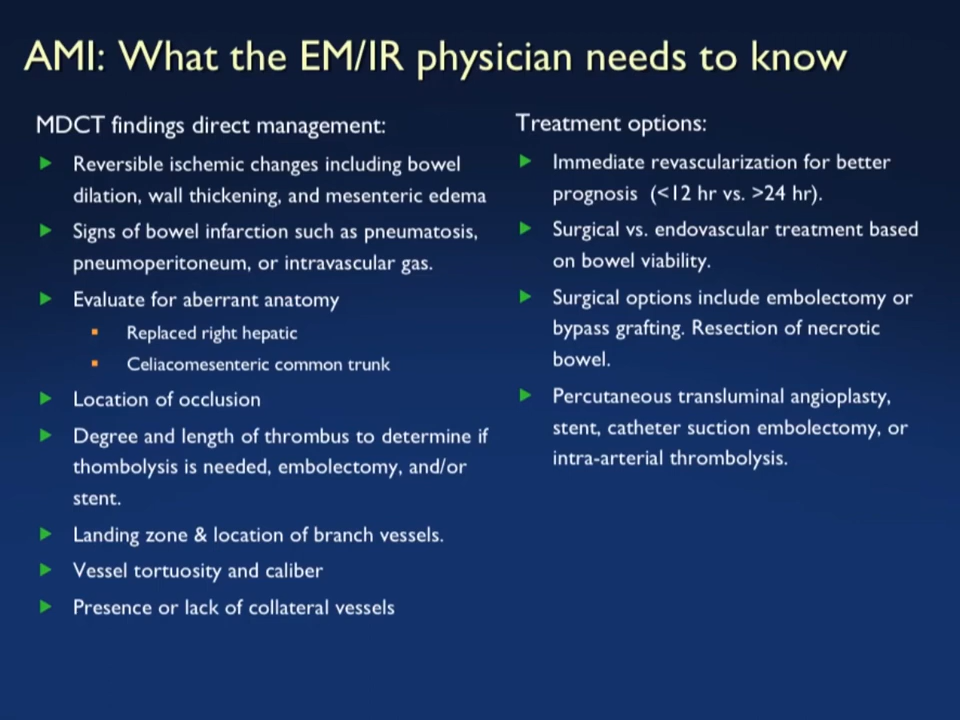 AMI: What the EM/IR physician needs to know
MDCT findings direct management:
Reversible ischemic changes including bowel
dilation, wall thickening, and mesenteric edema
Signs of bowel infarction such as pneumatosis,
pneumoperitoneum, or intravascular gas.
Evaluate for aberrant anatomy
Replaced right hepatic
Celiacomesenteric common trunk
Location of occlusion
Degree and length of thrombus to determine if
thombolysis is needed, embolectomy, and/or
stent.
Landing zone & location of branch vessels.
Vessel tortuosity and caliber
Presence or lack of collateral vessels
Treatment options:
Immediate revascularization for better
prognosis (<12 hr vs. >24 hr).
Surgical vs. endovascular treatment based
on bowel viability.
Surgical options include embolectomy or
bypass grafting. Resection of necrotic
bowel.
Percutaneous transluminal angioplasty,
stent, catheter suction embolectomy, or
intra-arterial thrombolysis.